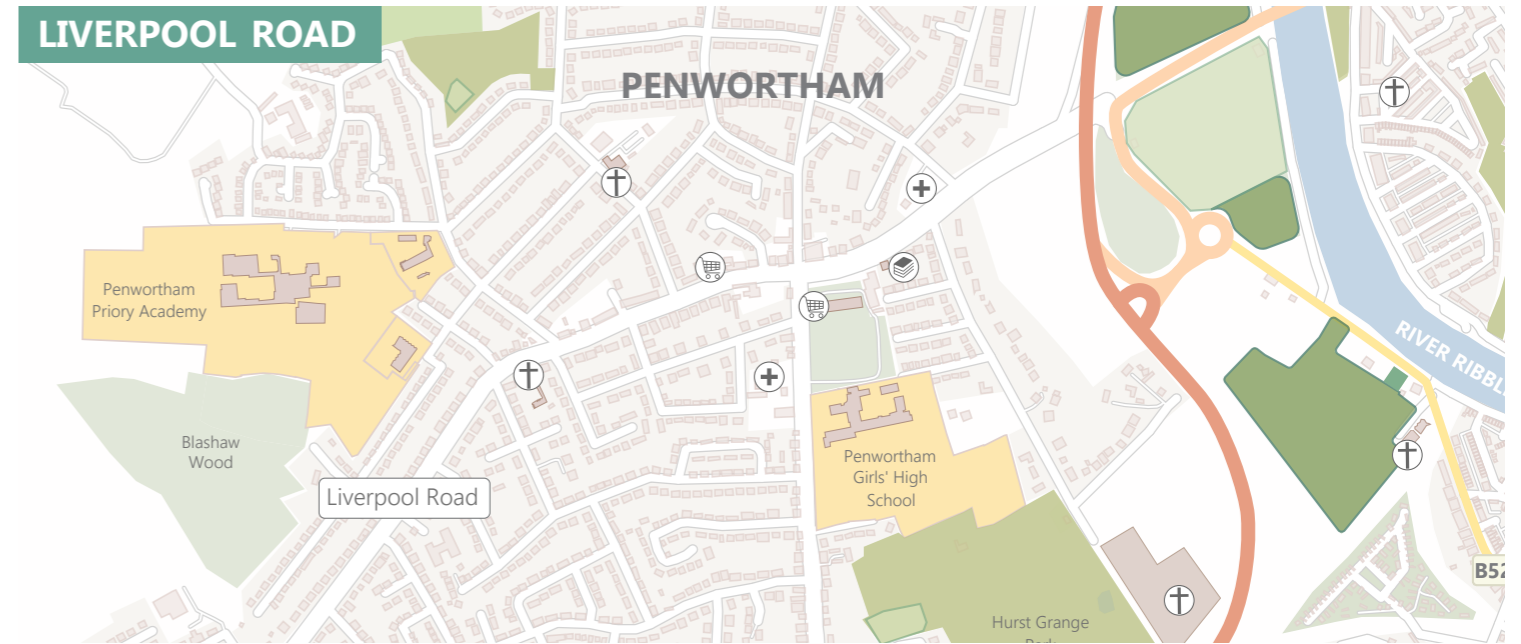 LIVERPOOL ROAD
PENWORTHAM
Penwortham
Priory Academy
RIVER RIBBL
Blashaw
Wood
Penwortham
Girls' High
School
Liverpool Road
B52
Hurst Grange